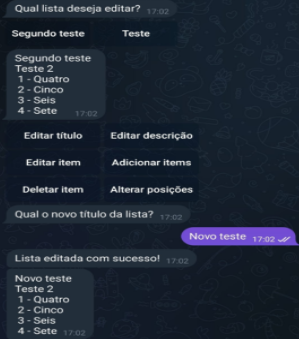 Qual lista deseja editar? 17:02
Segundo teste Teste
Segundo teste
Teste 2
1 - Quatro
2 - Cinco
3 - Seis
4 - Sete 17:02
Editar título Editar descrição
Editar item Adicionar items
Deletar item Alterar posições
Qual o novo título da lista? 17:02
Novo teste 17:02
Lista editada com sucesso! 17:02
Novo teste
Teste 2
1 - Quatro
2 - Cinco
3 - Seis
4 - Sete 17:02